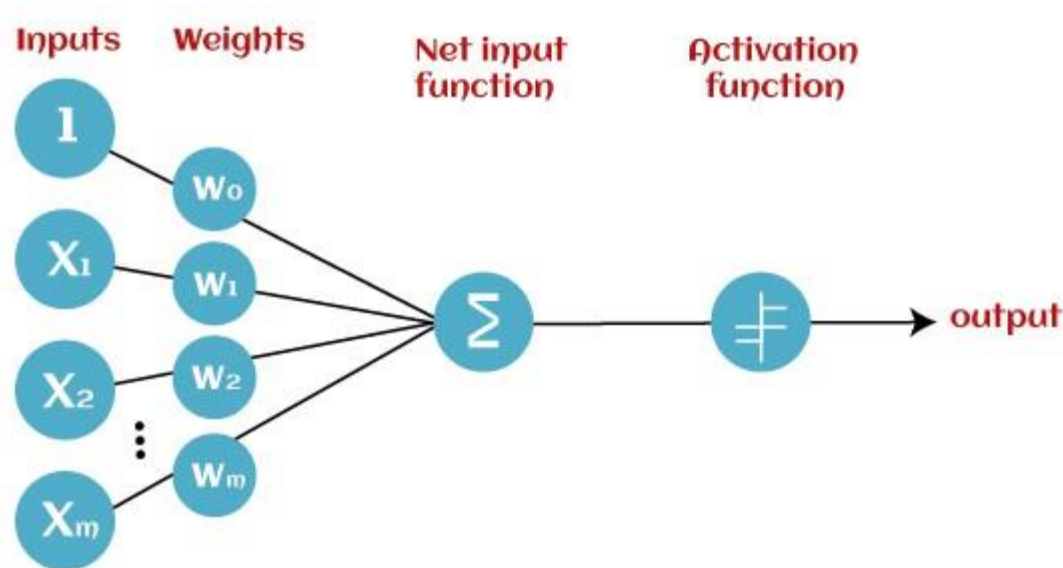 Inputs
Weights
Net input
function
Activation
function
1
X₁
X₂
Xₘ
W₀
W₁
W₂
Wₘ
Σ
output